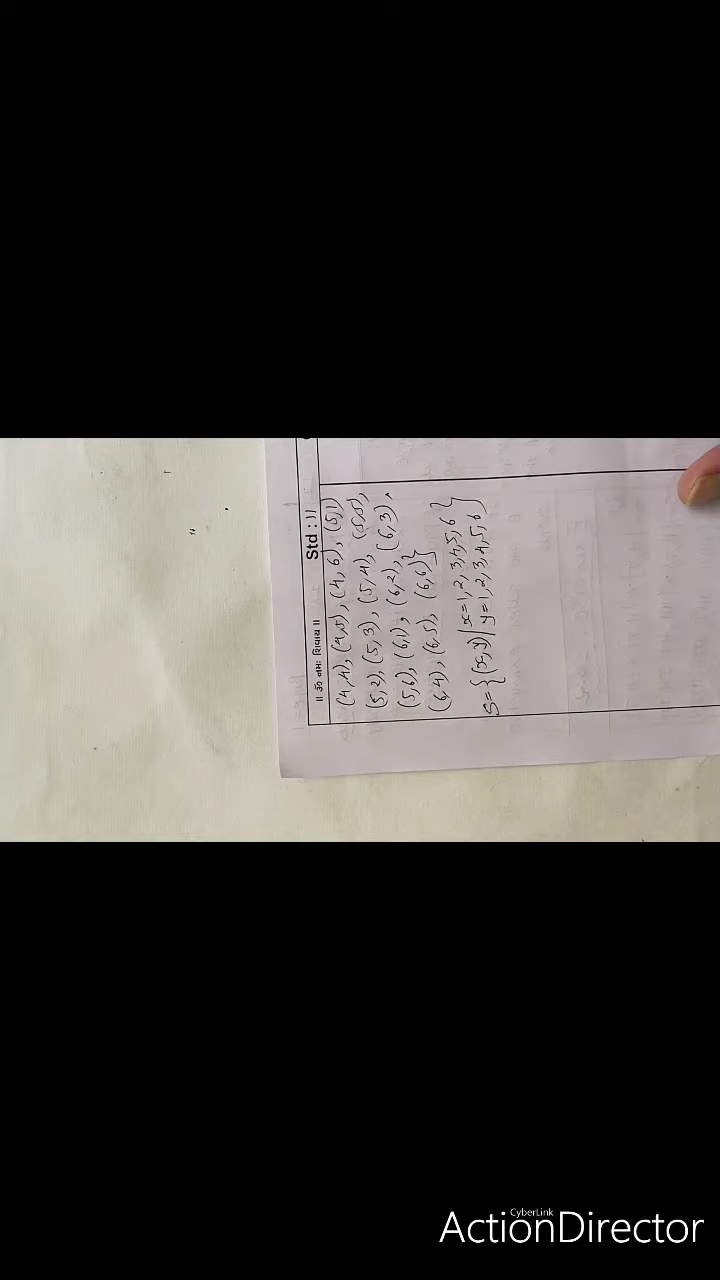 ॥ ॐ नमः शिवाय ॥ Std : 11
(4,4), (4,5), (4,6), (5,1)
(5,2), (5,3), (5,4), (5,5),
(5,6), (6,1), (6,2), (6,3),
(6,4), (6,5), (6,6)}
S={(x,y)/x=1,2,3,4,5,6}
/y=1,2,3,4,5,6}
CyberLink
ActionDirector